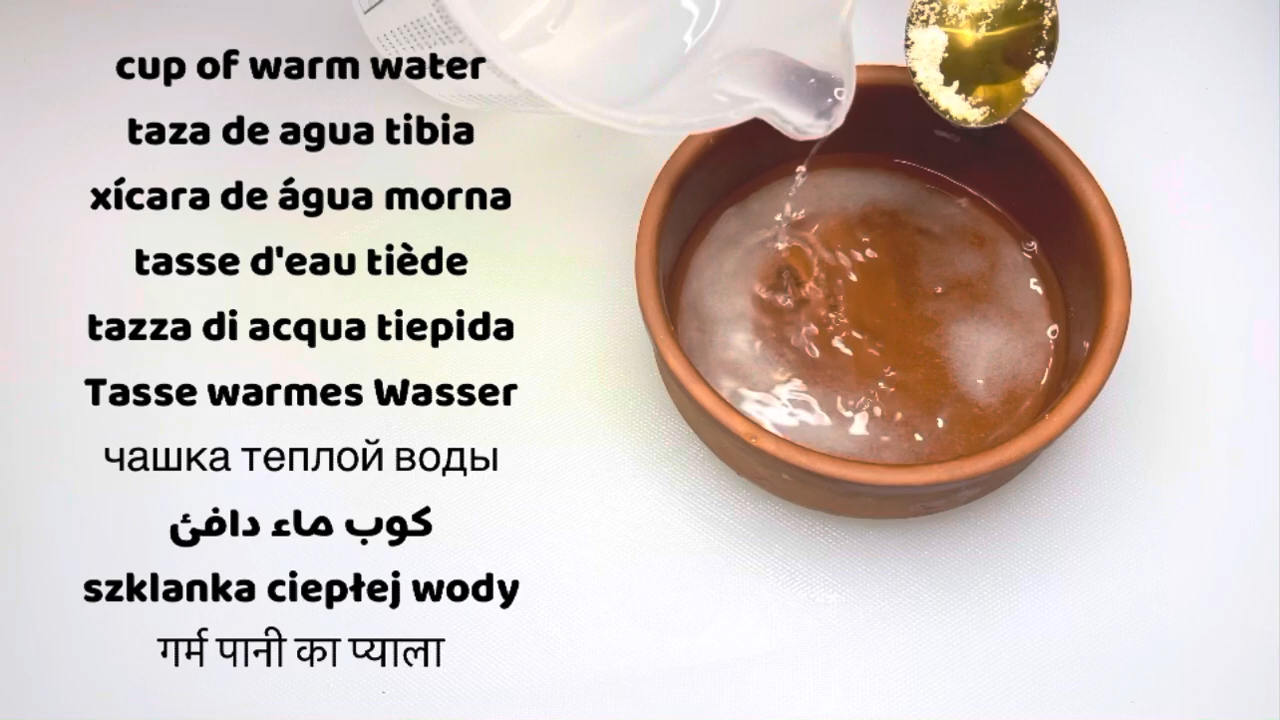 cup of warm water
taza de agua tibia
xícara de água morna
tasse d'eau tiède
tazza di acqua tiepida
Tasse warmes Wasser
чашка теплой воды
كوب ماء دافئ
szklanka ciepłej wody
गर्म पानी का प्याला